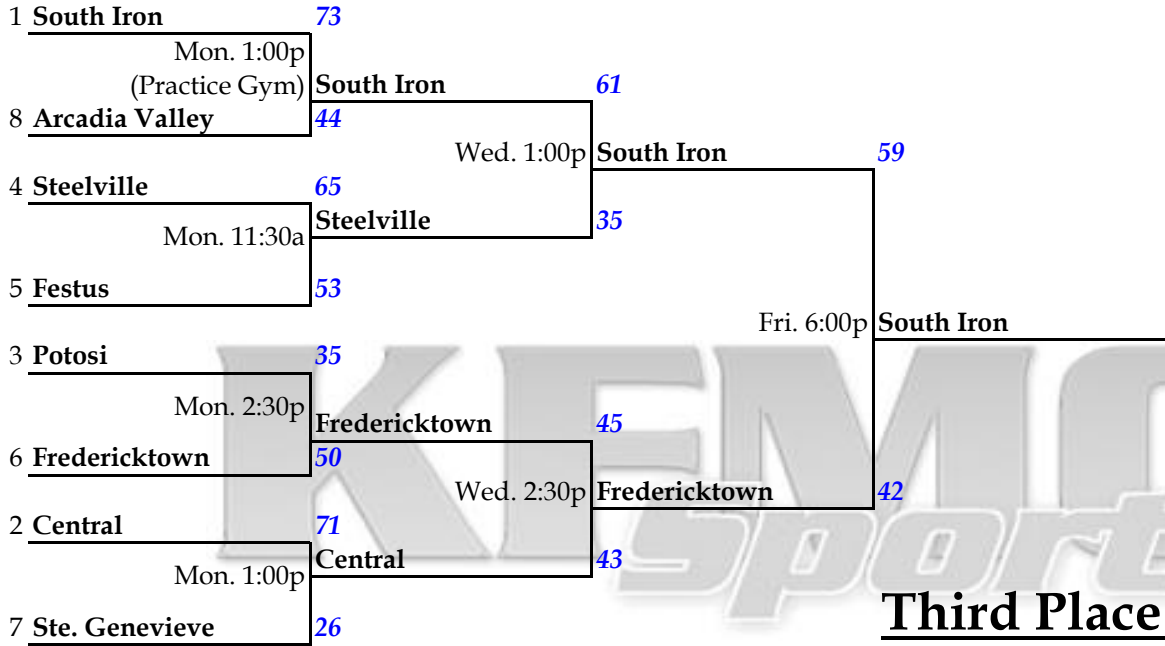 1 South Iron 73
Mon. 1:00p
(Practice Gym) South Iron 61
8 Arcadia Valley 44
Wed. 1:00p South Iron 59
4 Steelville 65
Steelville 35
Mon. 11:30a
5 Festus 53
Fri. 6:00p South Iron
3 Potosi 35
Mon. 2:30p
Fredericktown 45
6 Fredericktown 50
Wed. 2:30p Fredericktown 42
2 Central 71
Central 43
Mon. 1:00p
Third Place
7 Ste. Genevieve 26